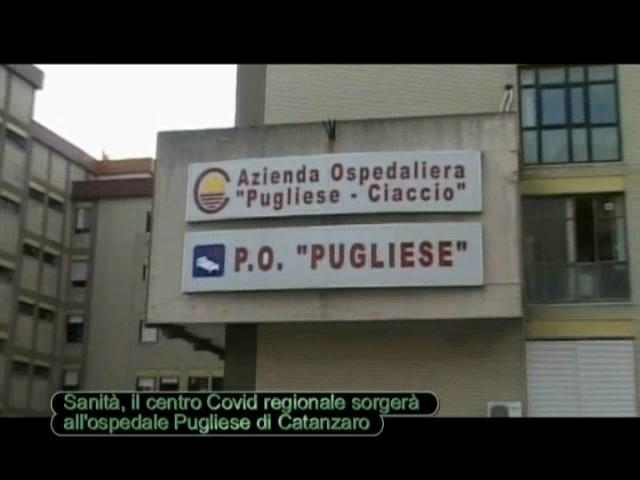 Azienda Ospedaliera
"Pugliese - Ciaccio"
P.O. "PUGLIESE"
Sanità, il centro Covid regionale sorgerà
all'ospedale Pugliese di Catanzaro